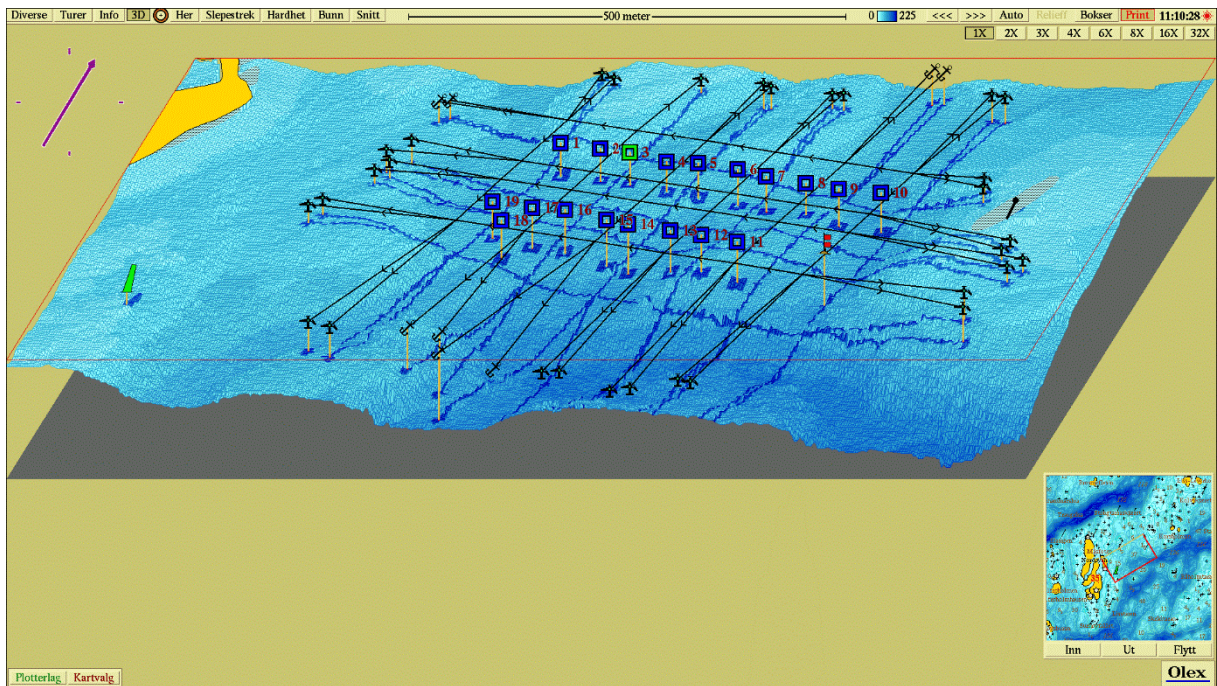 Diverse Turer Info 3D Her Slepestrek Hardhet Bunn Snitt 500 meter 0 225 <<< >>> Auto Relieff Bokser Print 11:10:28
1X 2X 3X 4X 6X 8X 16X 32X
1 2 3 4 5 6 7 8 9 10
19 17 16
18 15 14 13 12 11
35
Inn Ut Flytt
Plotterlag Kartvalg Olex